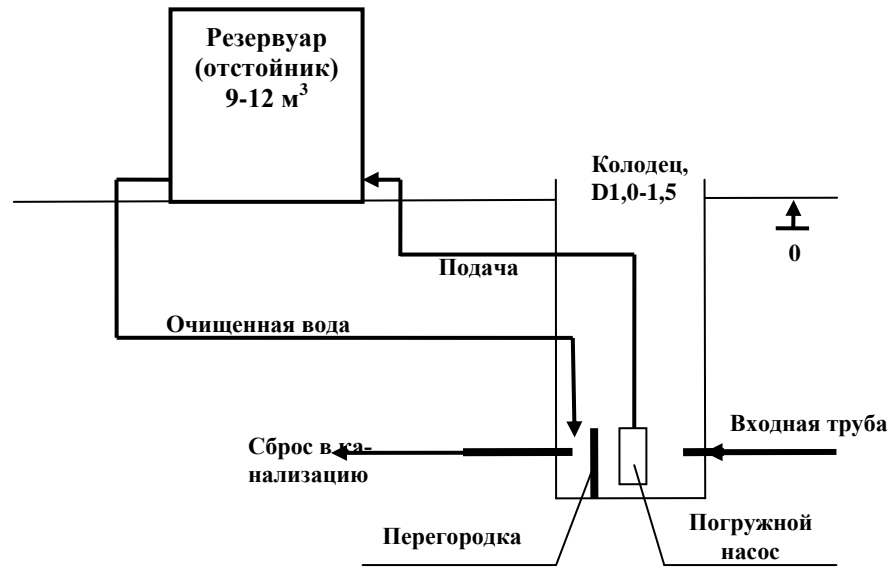 Резервуар
(отстойник)
9-12 м³
Колодец,
D1,0-1,5
0
Подача
Очищенная вода
Входная труба
Сброс в ка-
нализацию
Перегородка
Погружной
насос